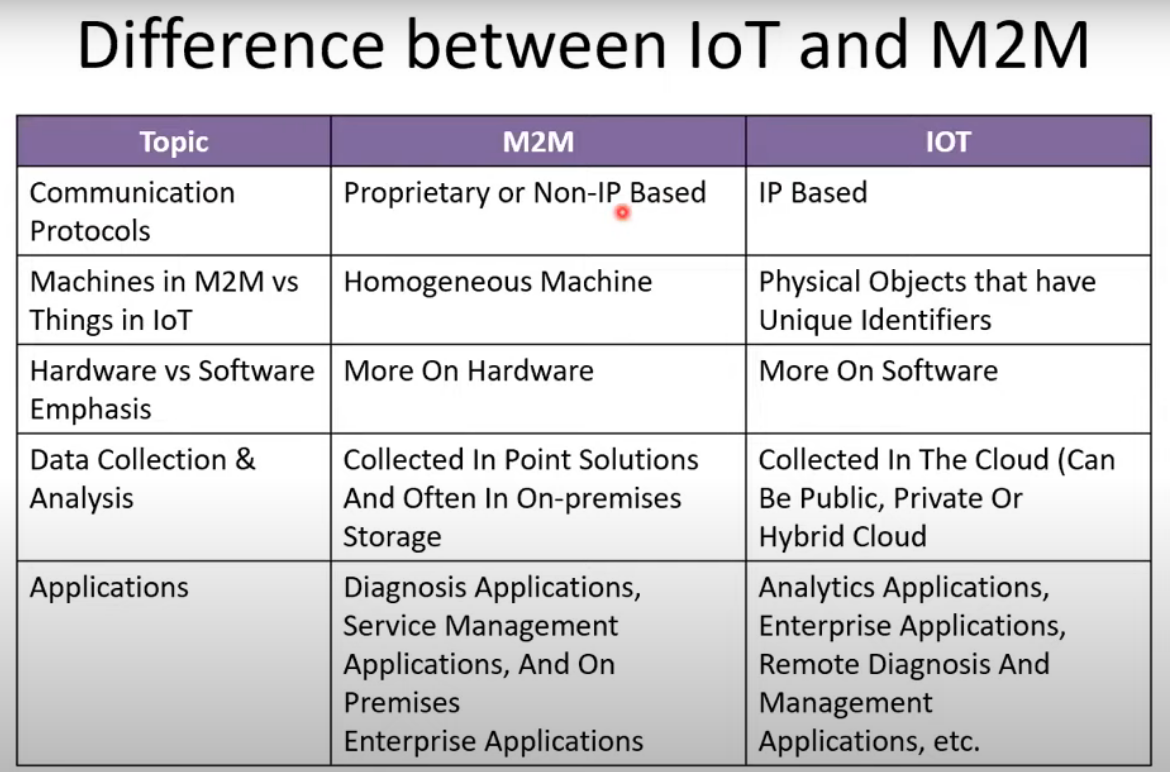 Difference between IoT and M2M
Topic
M2M
IOT
Communication
Protocols
Proprietary or Non-IP Based
IP Based
Machines in M2M vs
Things in IoT
Homogeneous Machine
Physical Objects that have
Unique Identifiers
Hardware vs Software
Emphasis
More On Hardware
More On Software
Data Collection &
Analysis
Collected In Point Solutions
And Often In On-premises
Storage
Collected In The Cloud (Can
Be Public, Private Or
Hybrid Cloud
Applications
Diagnosis Applications,
Service Management
Applications, And On
Premises
Enterprise Applications
Analytics Applications,
Enterprise Applications,
Remote Diagnosis And
Management
Applications, etc.